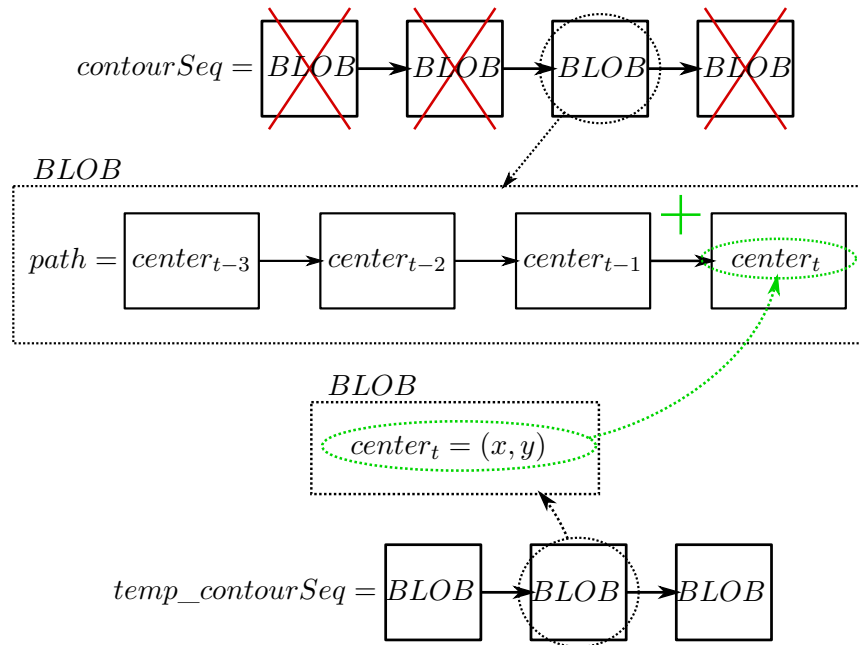 contourSeq = BLOB BLOB BLOB BLOB
BLOB
path = center_{t-3} center_{t-2} center_{t-1} center_t
BLOB
center_t = (x, y)
temp_contourSeq = BLOB BLOB BLOB